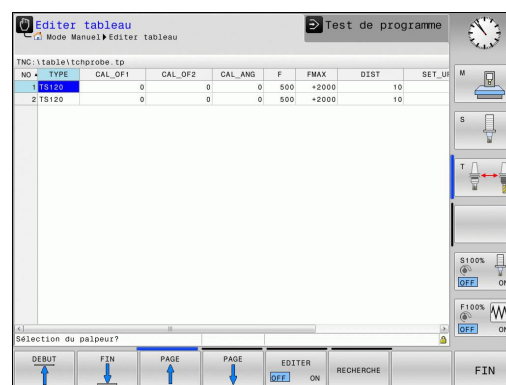 Editer tableau
Test de programme
Mode Manuel Editer tableau
TNC:\table\tchprobe.tp
NO TYPE CAL_OF1 CAL_OF2 CAL_ANG F FMAX DIST
1 TS120 0 0 0 500 +2000 10
2 TS120 0 0 0 500 +2000 10
M
S
T
S100%
OFF ON
F100%
OFF ON
Sélection du palpeur?
DEBUT FIN PAGE PAGE EDITER RECHERCHE FIN
OFF ON